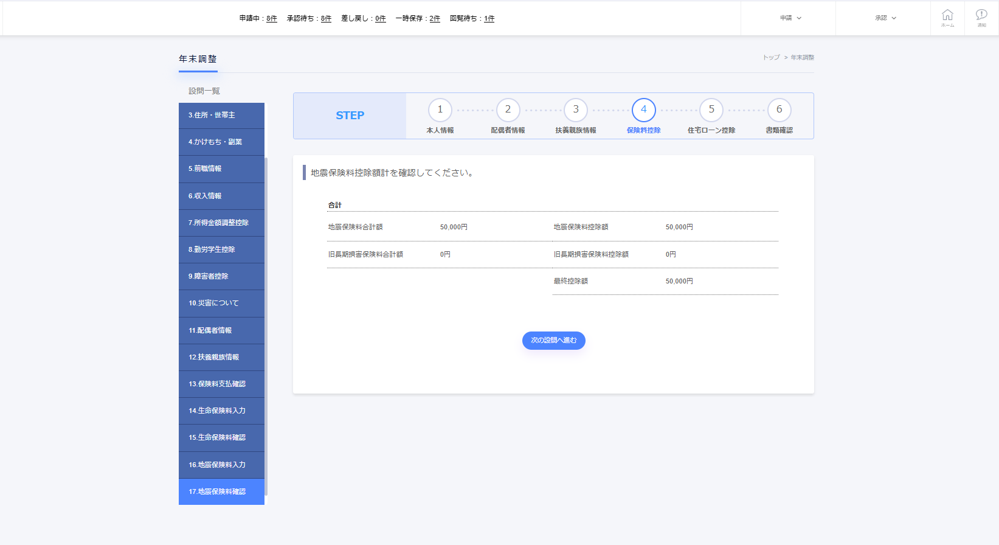 申請中：8件 承認待ち：8件 差し戻し：0件 一時保存：2件 回覧待ち：1件
申請
承認
ホーム
通知
年末調整
トップ > 年末調整
設問一覧
3.住所・世帯主
4.かけもち・副業
5.前職情報
6.収入情報
7.所得金額調整控除
8.勤労学生控除
9.障害者控除
10.災害について
11.配偶者情報
12.扶養親族情報
13.保険料支払確認
14.生命保険料入力
15.生命保険料確認
16.地震保険料入力
17.地震保険料確認
STEP
1 2 3 4 5 6
本人情報 配偶者情報 扶養親族情報 保険料控除 住宅ローン控除 書類確認
地震保険料控除額計を確認してください。
合計
地震保険料合計額 50,000円 地震保険料控除額 50,000円
旧長期損害保険料合計額 0円 旧長期損害保険料控除額 0円
最終控除額 50,000円
次の設問へ進む